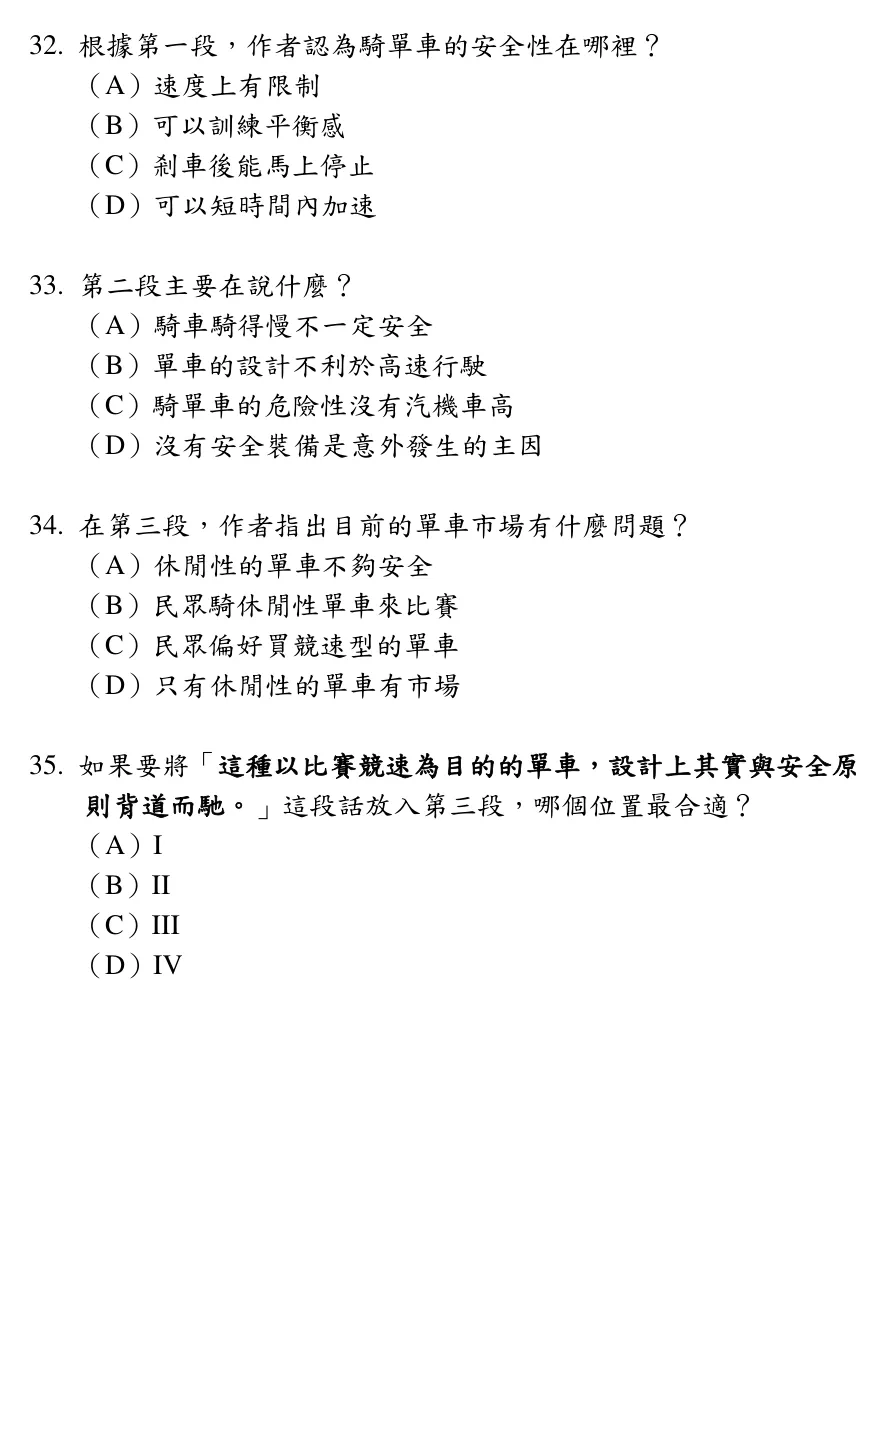 32. 根據第一段，作者認為騎單車的安全性在哪裡？
（A）速度上有限制
（B）可以訓練平衡感
（C）剎車後能馬上停止
（D）可以短時間內加速
33. 第二段主要在說什麼？
（A）騎車騎得慢不一定安全
（B）單車的設計不利於高速行駛
（C）騎單車的危險性沒有汽機車高
（D）沒有安全裝備是意外發生的主因
34. 在第三段，作者指出目前的單車市場有什麼問題？
（A）休閒性的單車不夠安全
（B）民眾騎休閒性單車來比賽
（C）民眾偏好買競速型的單車
（D）只有休閒性的單車有市場
35. 如果要將「這種以比賽競速為目的的單車，設計上其實與安全原
則背道而馳。」這段話放入第三段，哪個位置最合適？
（A）I
（B）II
（C）III
（D）IV